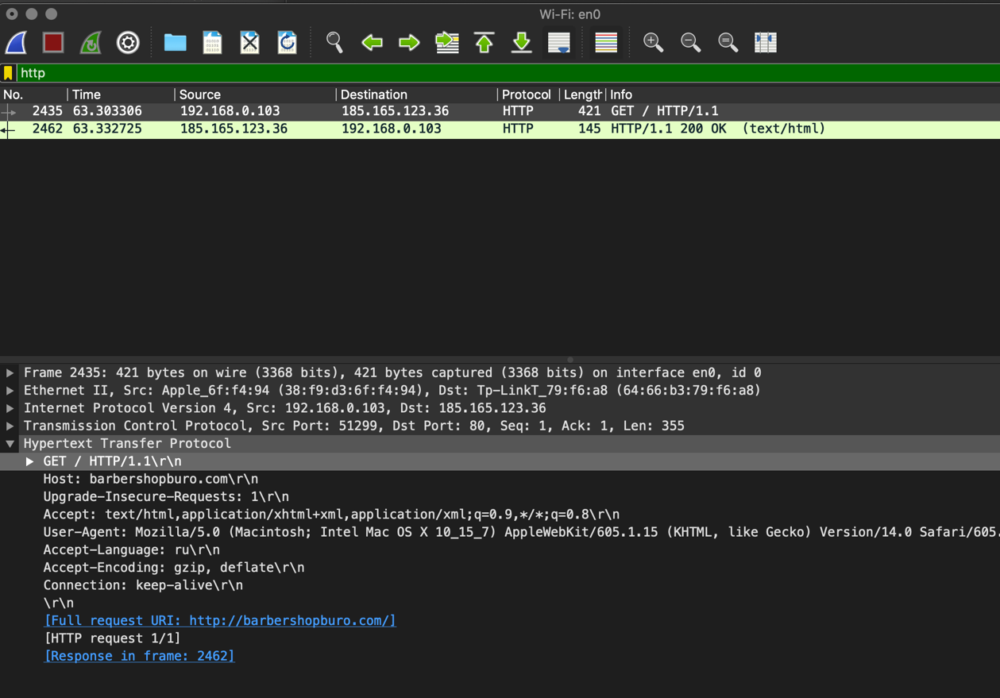 Wi-Fi: en0
http
No. Time Source Destination Protocol Length Info
2435 63.303306 192.168.0.103 185.165.123.36 HTTP 421 GET / HTTP/1.1
2462 63.332725 185.165.123.36 192.168.0.103 HTTP 145 HTTP/1.1 200 OK (text/html)
Frame 2435: 421 bytes on wire (3368 bits), 421 bytes captured (3368 bits) on interface en0, id 0
Ethernet II, Src: Apple_6f:f4:94 (38:f9:d3:6f:f4:94), Dst: Tp-LinkT_79:f6:a8 (64:66:b3:79:f6:a8)
Internet Protocol Version 4, Src: 192.168.0.103, Dst: 185.165.123.36
Transmission Control Protocol, Src Port: 51299, Dst Port: 80, Seq: 1, Ack: 1, Len: 355
Hypertext Transfer Protocol
GET / HTTP/1.1\r\n
Host: barbershopburo.com\r\n
Upgrade-Insecure-Requests: 1\r\n
Accept: text/html,application/xhtml+xml,application/xml;q=0.9,*/*;q=0.8\r\n
User-Agent: Mozilla/5.0 (Macintosh; Intel Mac OS X 10_15_7) AppleWebKit/605.1.15 (KHTML, like Gecko) Version/14.0 Safari/605.
Accept-Language: ru\r\n
Accept-Encoding: gzip, deflate\r\n
Connection: keep-alive\r\n
\r\n
[Full request URI: http://barbershopburo.com/]
[HTTP request 1/1]
[Response in frame: 2462]